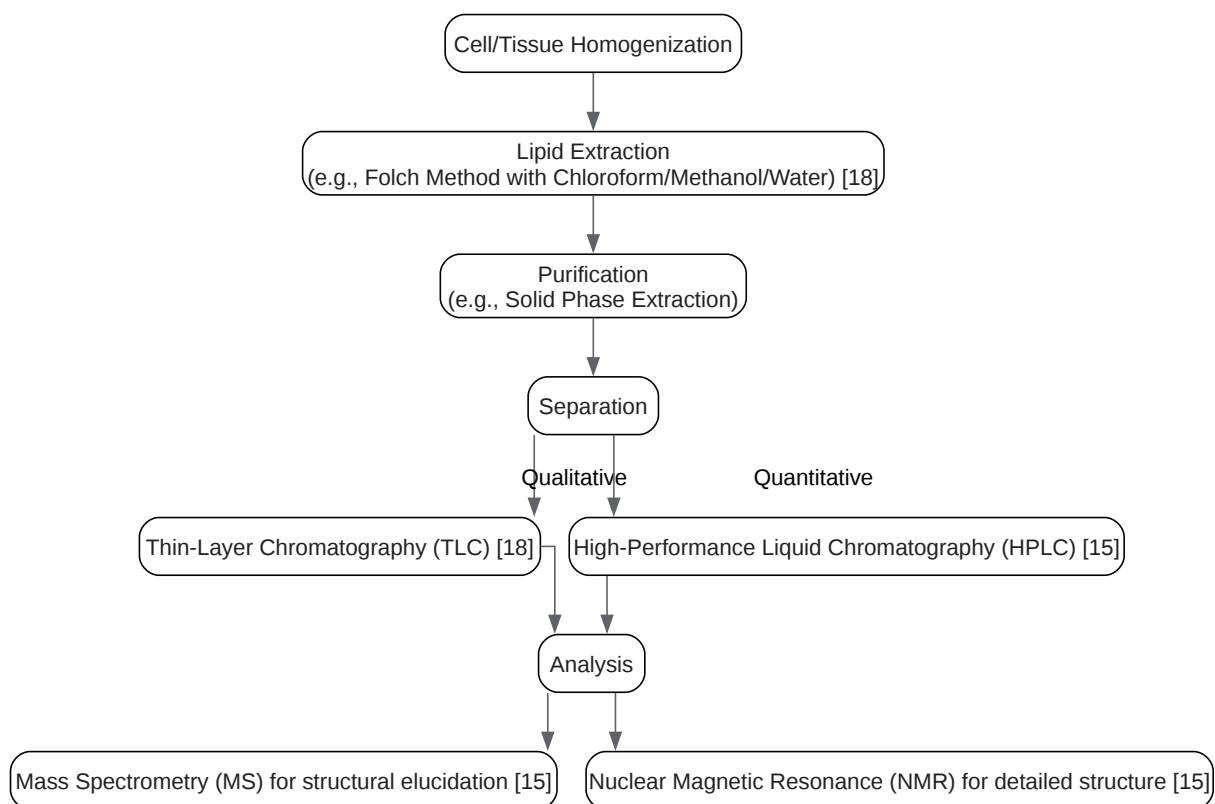 Cell/Tissue Homogenization
Lipid Extraction
(e.g., Folch Method with Chloroform/Methanol/Water) [18]
Purification
(e.g., Solid Phase Extraction)
Separation
Qualitative
Quantitative
Thin-Layer Chromatography (TLC) [18]
High-Performance Liquid Chromatography (HPLC) [15]
Analysis
Mass Spectrometry (MS) for structural elucidation [15]
Nuclear Magnetic Resonance (NMR) for detailed structure [15]